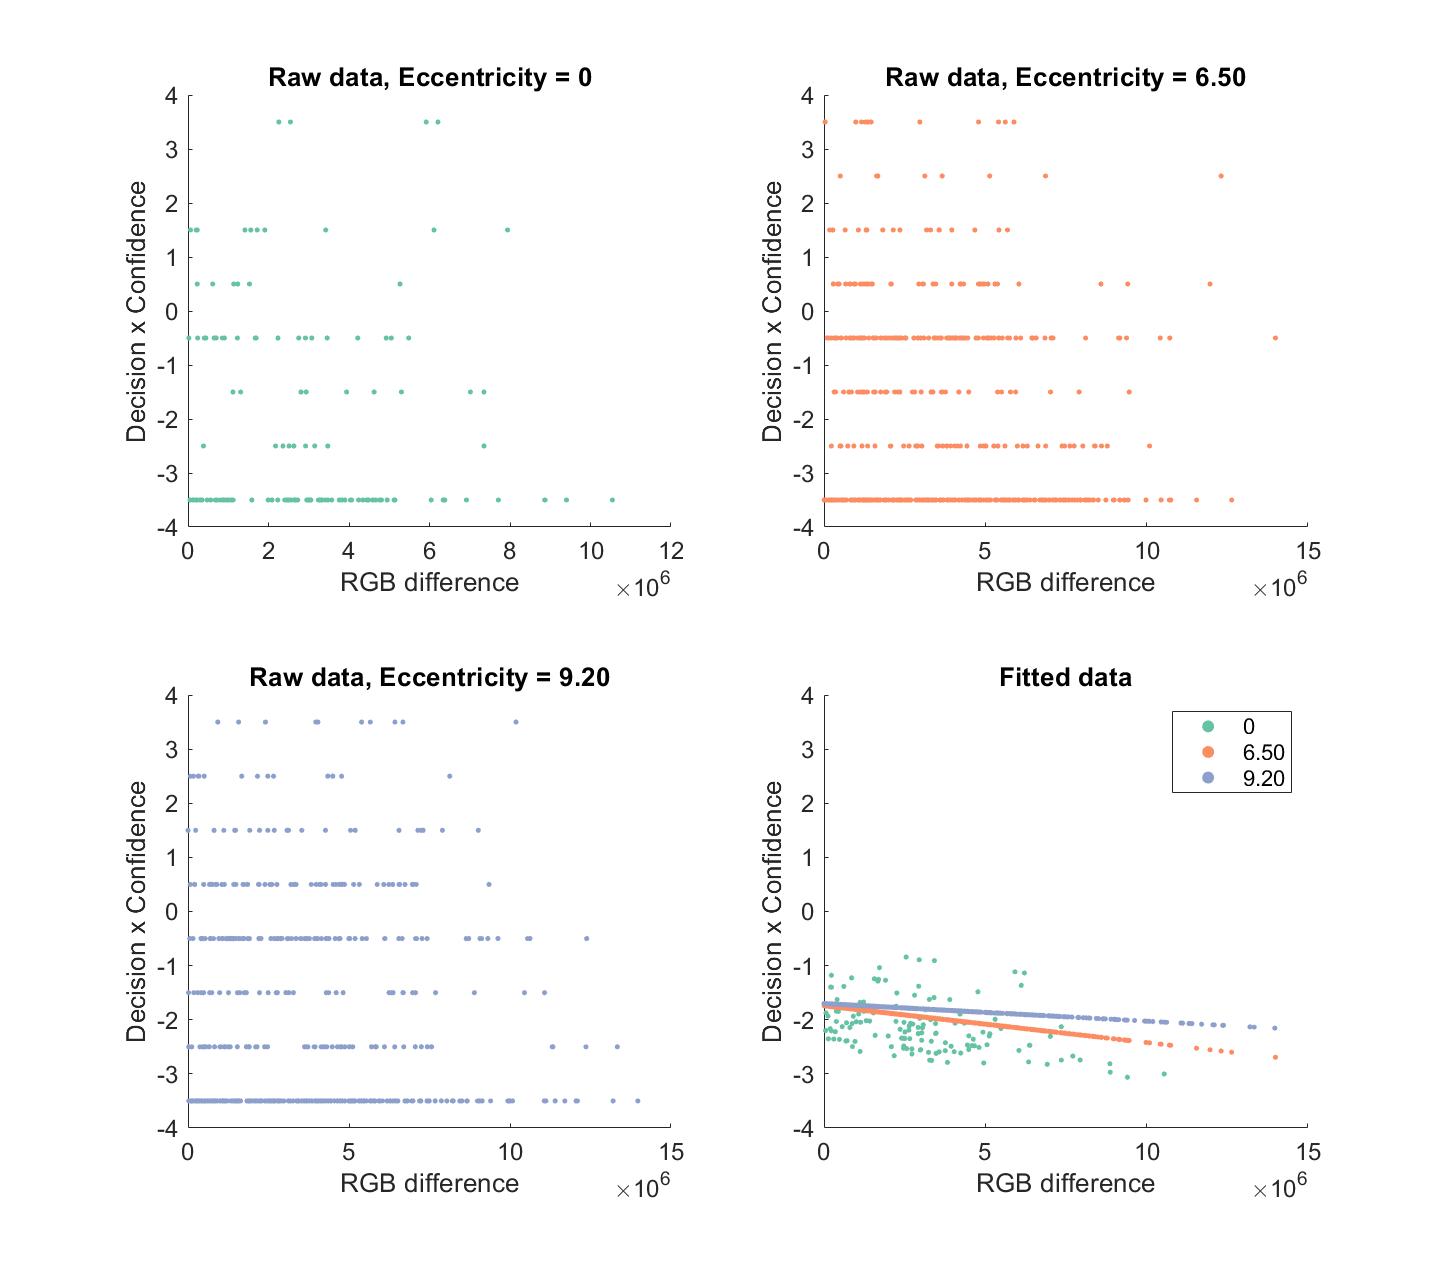 Raw data, Eccentricity = 0
4
3
2
1
0
-1
-2
-3
-4
Decision x Confidence
0 2 4 6 8 10 12
RGB difference
×10^6
Raw data, Eccentricity = 6.50
4
3
2
1
0
-1
-2
-3
-4
Decision x Confidence
0 5 10 15
RGB difference
×10^6
Raw data, Eccentricity = 9.20
4
3
2
1
0
-1
-2
-3
-4
Decision x Confidence
0 5 10 15
RGB difference
×10^6
Fitted data
0
6.50
9.20
4
3
2
1
0
-1
-2
-3
-4
Decision x Confidence
0 5 10 15
RGB difference
×10^6